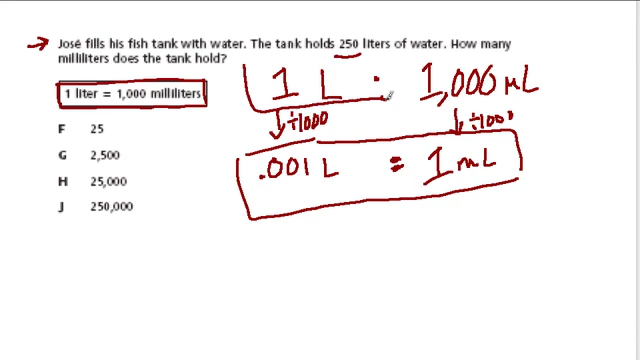 José fills his fish tank with water. The tank holds 250 liters of water. How many
milliliters does the tank hold?
1 liter = 1,000 milliliters
1 L : 1,000 mL
÷1000 ÷1000
F 25
G 2,500
.001 L = 1 mL
H 25,000
J 250,000